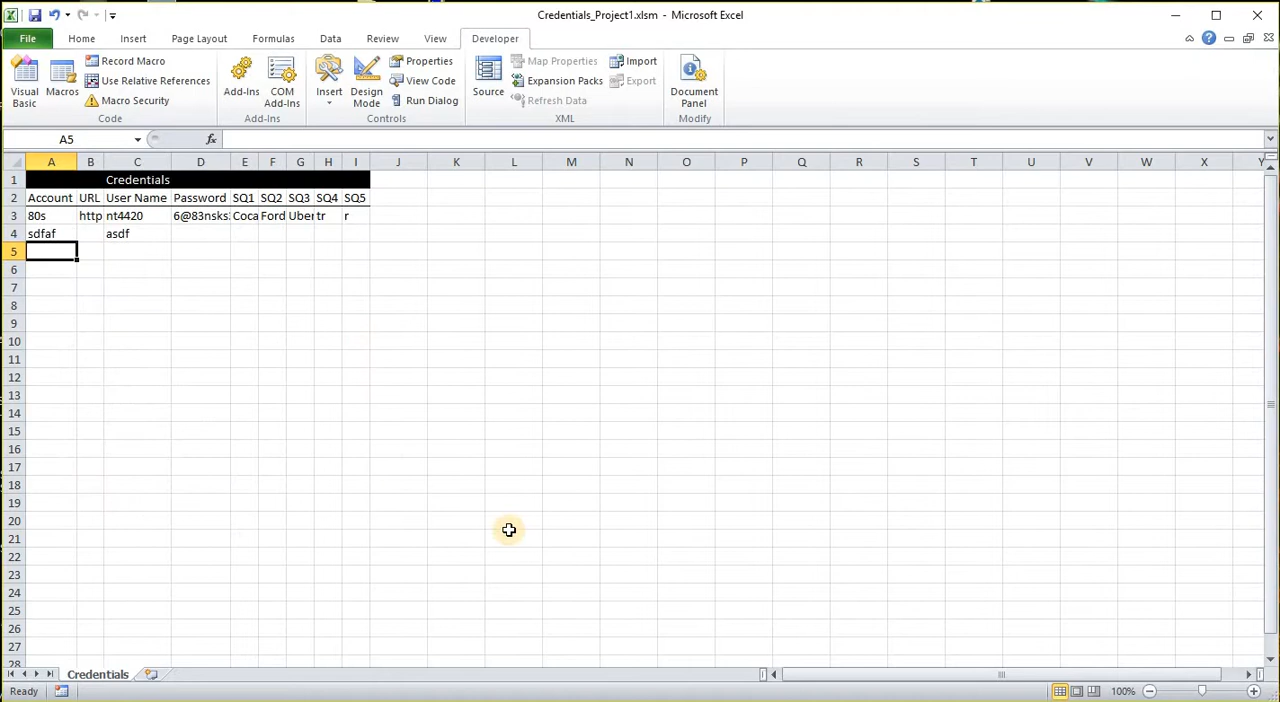 Credentials_Project1.xlsm - Microsoft Excel
File Home Insert Page Layout Formulas Data Review View Developer
Visual Basic
Macros
Record Macro
Use Relative References
Macro Security
Code
Add-Ins
COM Add-Ins
Add-Ins
Insert
Design Mode
Properties
View Code
Run Dialog
Controls
Source
Map Properties
Expansion Packs
Refresh Data
Import
Export
XML
Document Panel
Modify
A5 fx
A B C D E F G H I J K L M N O P Q R S T U V W X
1 Credentials
2 Account URL User Name Password SQ1 SQ2 SQ3 SQ4 SQ5
3 80s http nt4420 6@83nsks Coca Ford Uber tr r
4 sdfaf asdf
5
6
7
8
9
10
11
12
13
14
15
16
17
18
19
20
21
22
23
24
25
26
27
28
Credentials
Ready 100%